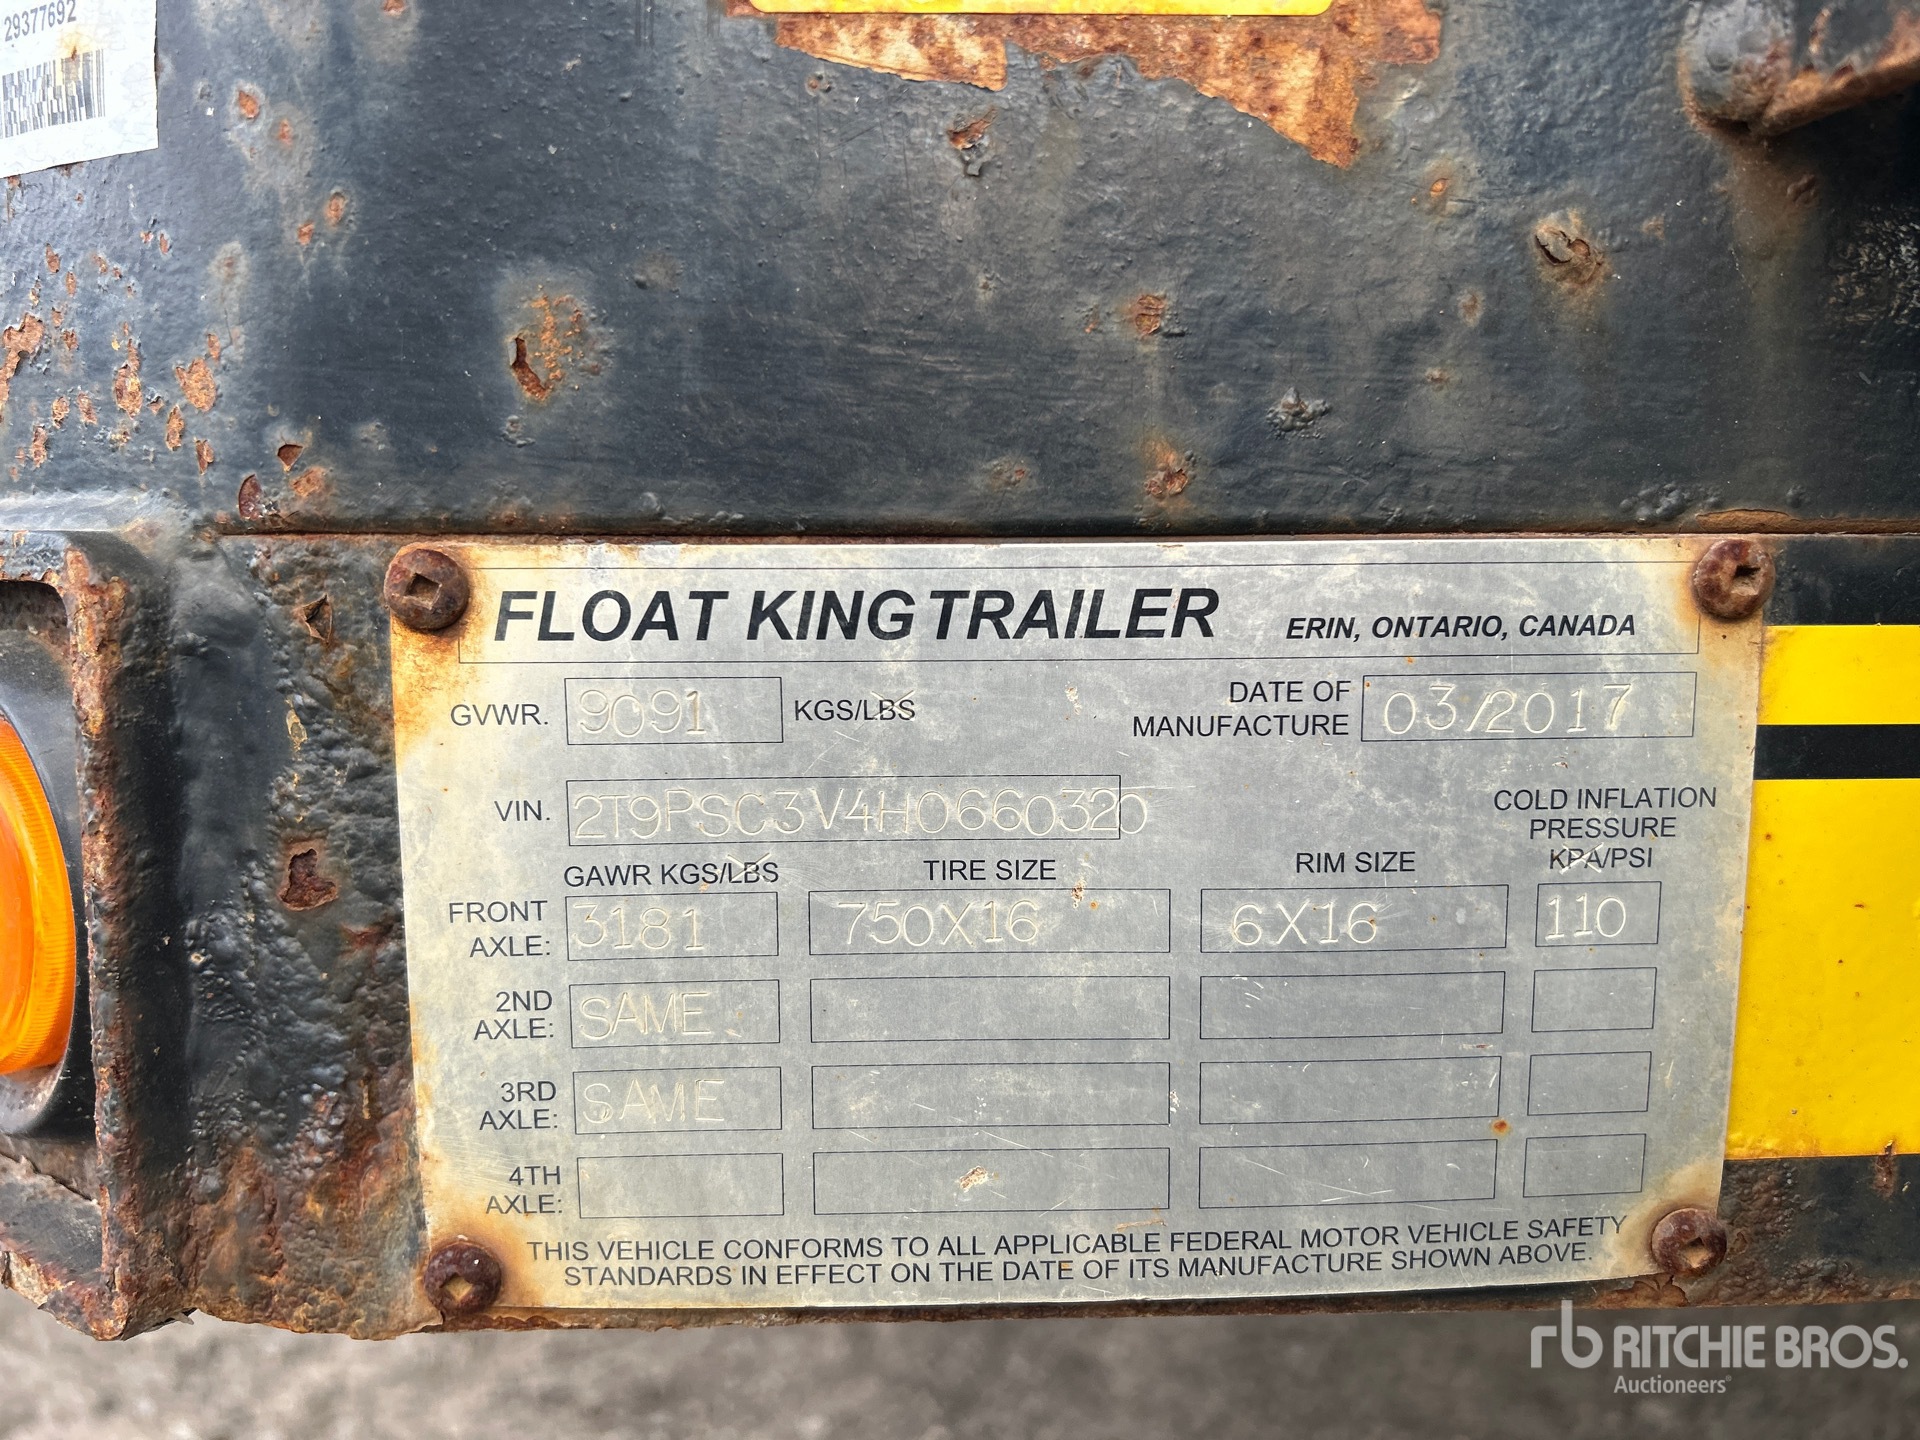 29377692
FLOAT KING TRAILER ERIN, ONTARIO, CANADA
GVWR. 9091 KGS/LBS DATE OF MANUFACTURE 03/2017
VIN. 2T9PSC3V4H0660320
COLD INFLATION
PRESSURE
GAWR KGS/LBS TIRE SIZE RIM SIZE KPA/PSI
FRONT AXLE: 3181 750X16 6X16 110
2ND AXLE: SAME
3RD AXLE: SAME
4TH AXLE:
THIS VEHICLE CONFORMS TO ALL APPLICABLE FEDERAL MOTOR VEHICLE SAFETY
STANDARDS IN EFFECT ON THE DATE OF ITS MANUFACTURE SHOWN ABOVE.
rb RITCHIE BROS.
Auctioneers